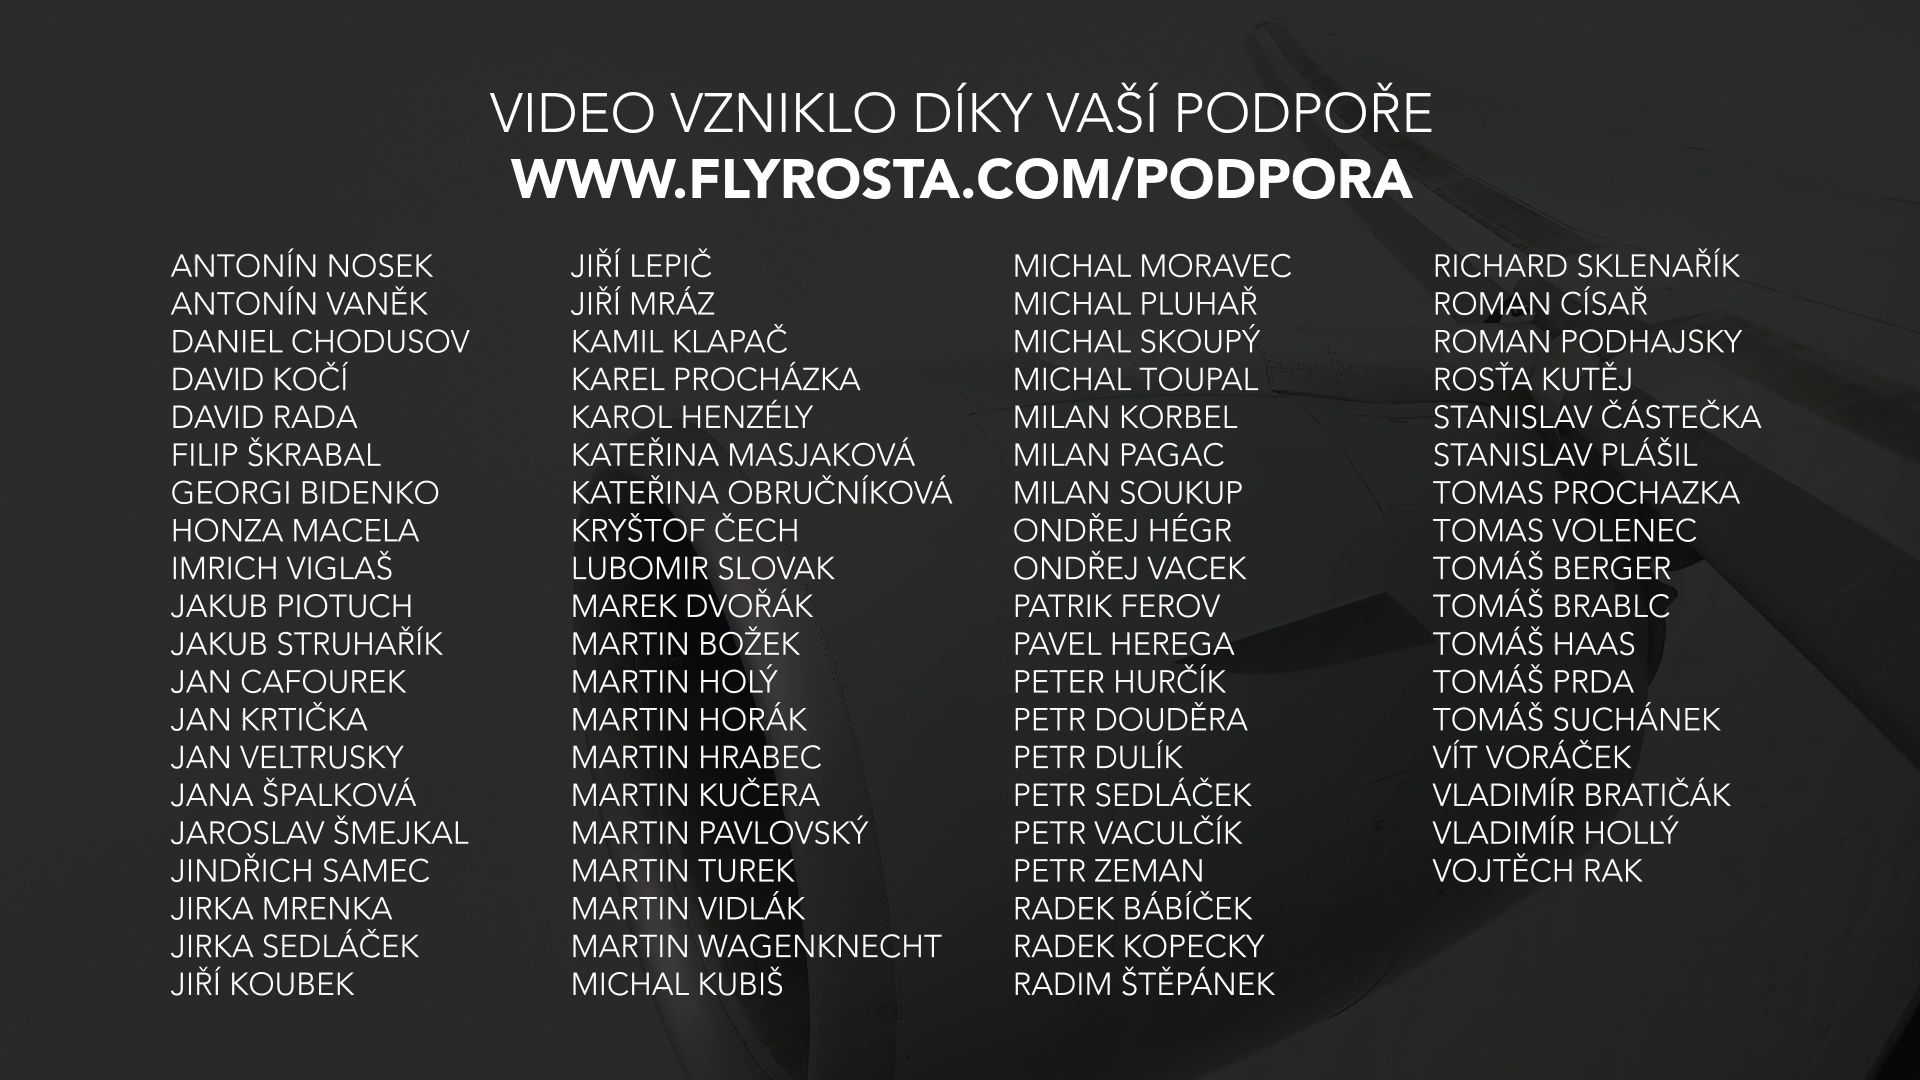 VIDEO VZNIKLO DÍKY VAŠÍ PODPOŘE
WWW.FLYROSTA.COM/PODPORA
ANTONÍN NOSEK
ANTONÍN VANĚK
DANIEL CHODUSOV
DAVID KOČÍ
DAVID RADA
FILIP ŠKRABAL
GEORGI BIDENKO
HONZA MACELA
IMRICH VIGLAŠ
JAKUB PIOTUCH
JAKUB STRUHAŘÍK
JAN CAFOUREK
JAN KRTIČKA
JAN VELTRUSKY
JANA ŠPALKOVÁ
JAROSLAV ŠMEJKAL
JINDŘICH SAMEC
JIRKA MRENKA
JIRKA SEDLÁČEK
JIŘÍ KOUBEK
JIŘÍ LEPIČ
JIŘÍ MRÁZ
KAMIL KLAPAČ
KAREL PROCHÁZKA
KAROL HENZÉLY
KATEŘINA MASJAKOVÁ
KATEŘINA OBRUČNÍKOVÁ
KRYŠTOF ČECH
LUBOMIR SLOVAK
MAREK DVOŘÁK
MARTIN BOŽEK
MARTIN HOLÝ
MARTIN HORÁK
MARTIN HRABEC
MARTIN KUČERA
MARTIN PAVLOVSKÝ
MARTIN TUREK
MARTIN VIDLÁK
MARTIN WAGENKNECHT
MICHAL KUBIŠ
MICHAL MORAVEC
MICHAL PLUHAŘ
MICHAL SKOUPÝ
MICHAL TOUPAL
MILAN KORBEL
MILAN PAGAC
MILAN SOUKUP
ONDŘEJ HÉGR
ONDŘEJ VACEK
PATRIK FEROV
PAVEL HEREGA
PETER HURČÍK
PETR DOUDĚRA
PETR DULÍK
PETR SEDLÁČEK
PETR VACULČÍK
PETR ZEMAN
RADEK BÁBÍČEK
RADEK KOPECKY
RADIM ŠTĚPÁNEK
RICHARD SKLENAŘÍK
ROMAN CÍSAŘ
ROMAN PODHAJSKY
ROSŤA KUTĚJ
STANISLAV ČÁSTEČKA
STANISLAV PLÁŠIL
TOMAS PROCHAZKA
TOMAS VOLENEC
TOMÁŠ BERGER
TOMÁŠ BRABLC
TOMÁŠ HAAS
TOMÁŠ PRDA
TOMÁŠ SUCHÁNEK
VÍT VORÁČEK
VLADIMÍR BRATIČÁK
VLADIMÍR HOLLÝ
VOJTĚCH RAK